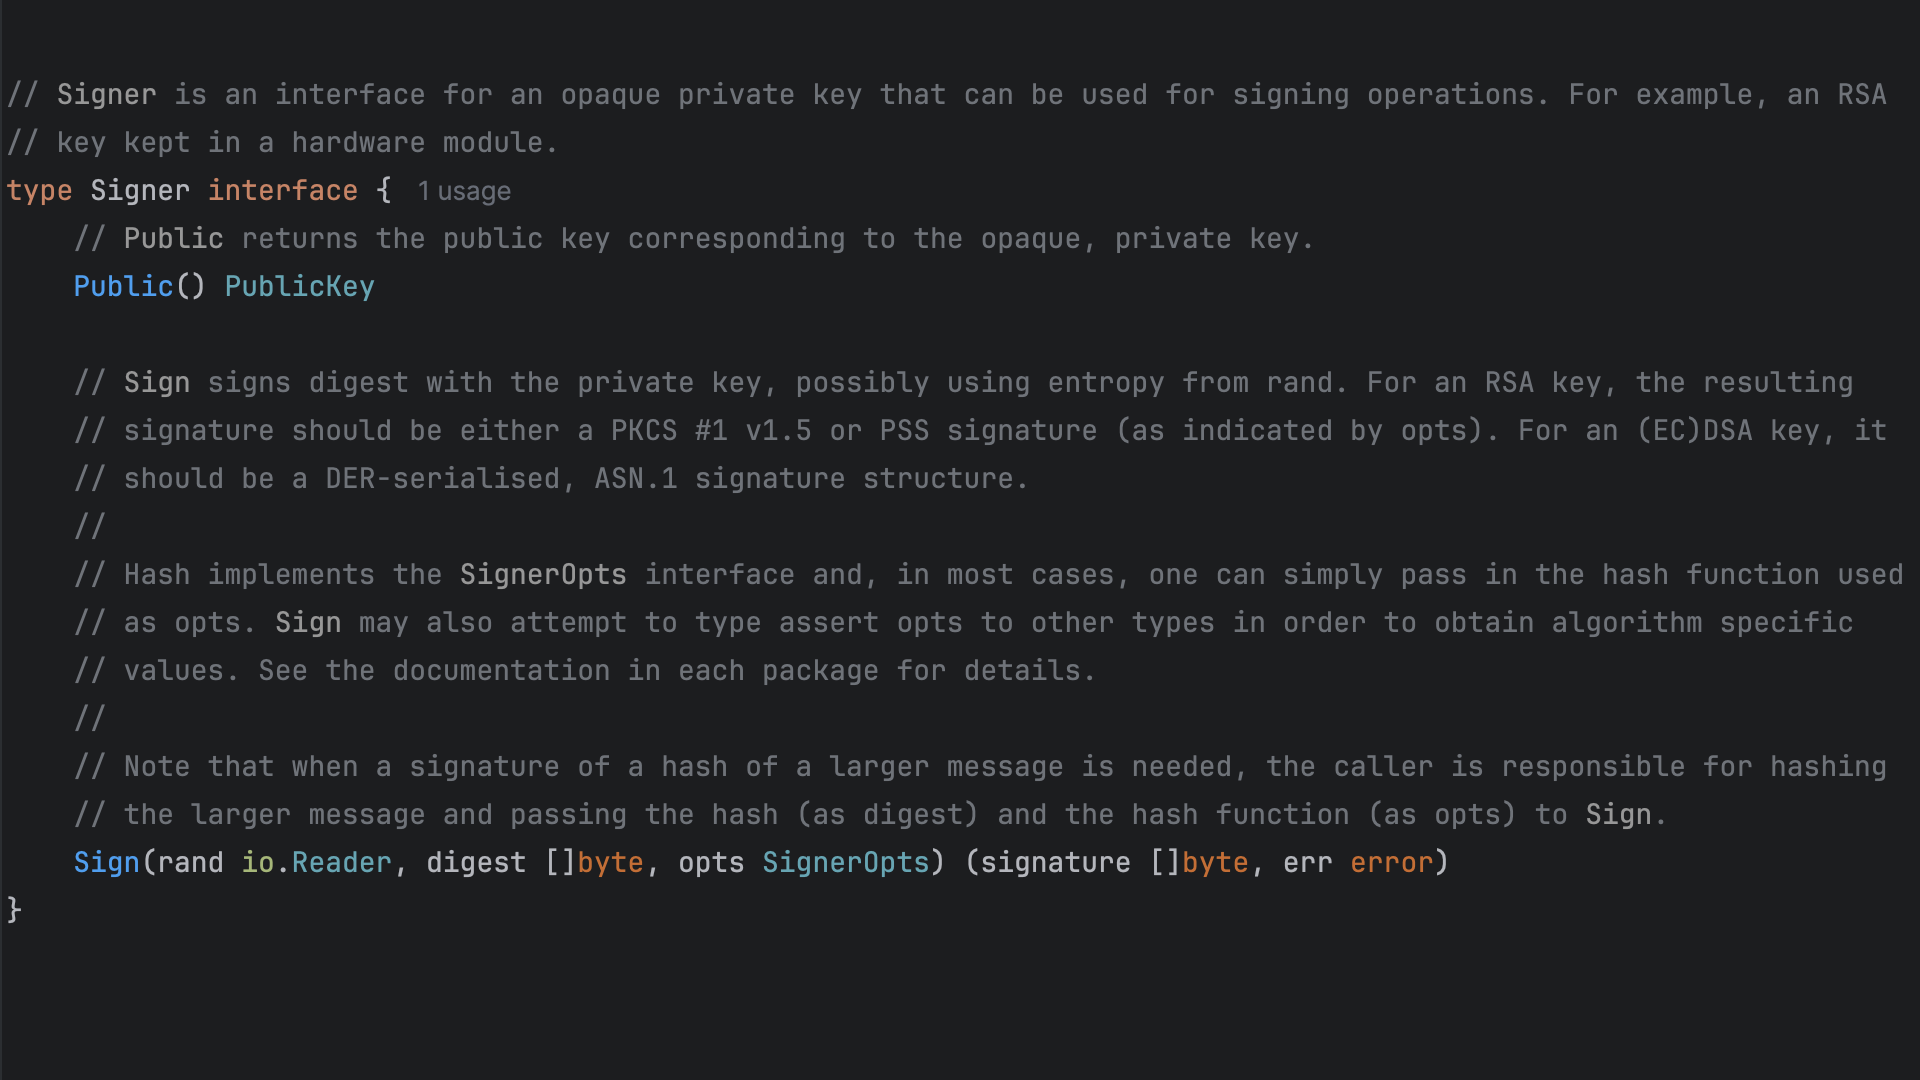 // Signer is an interface for an opaque private key that can be used for signing operations. For example, an RSA
// key kept in a hardware module.
type Signer interface { 1 usage
// Public returns the public key corresponding to the opaque, private key.
Public() PublicKey
// Sign signs digest with the private key, possibly using entropy from rand. For an RSA key, the resulting
// signature should be either a PKCS #1 v1.5 or PSS signature (as indicated by opts). For an (EC)DSA key, it
// should be a DER-serialised, ASN.1 signature structure.
//
// Hash implements the SignerOpts interface and, in most cases, one can simply pass in the hash function used
// as opts. Sign may also attempt to type assert opts to other types in order to obtain algorithm specific
// values. See the documentation in each package for details.
//
// Note that when a signature of a hash of a larger message is needed, the caller is responsible for hashing
// the larger message and passing the hash (as digest) and the hash function (as opts) to Sign.
Sign(rand io.Reader, digest []byte, opts SignerOpts) (signature []byte, err error)
}